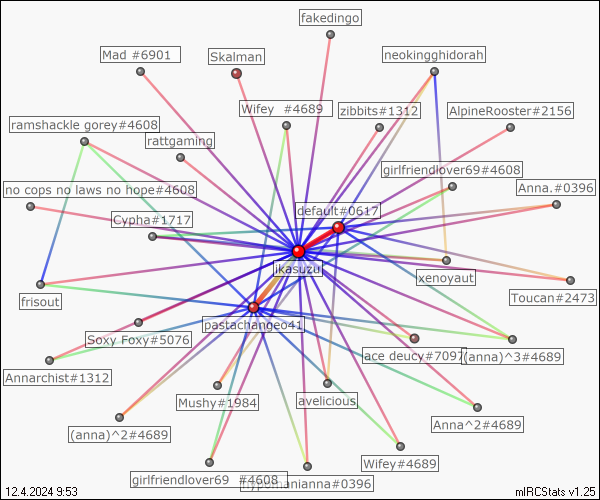 fakedingo
Mad #6901
Skalman
neokingghidorah
Wifey  #4689
zibbits#1312
AlpineRooster#2156
ramshackle gorey#4608
rattgaming
girlfriendlover69#4608
no cops no laws no hope#4608
Anna.#0396
default#0617
Cypha#1717
ikasuzu
xenoyaut
frisout
Toucan#2473
pastachangeo41
Soxy Foxy#5076
ace deucy#7097
(anna)^3#4689
Annarchist#1312
Mushy#1984
avelicious
(anna)^2#4689
Anna^2#4689
Wifey#4689
girlfriendlover69  #4608
#0396
12.4.2024 9:53
mIRCStats v1.25